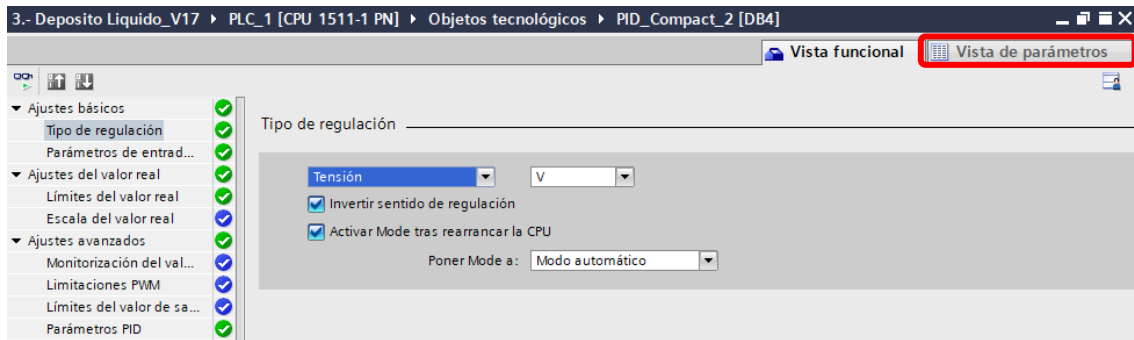 3.- Deposito Liquido_V17 ▸ PLC_1 [CPU 1511-1 PN] ▸ Objetos tecnológicos ▸ PID_Compact_2 [DB4]
Vista funcional
Vista de parámetros
Ajustes básicos
Tipo de regulación
Parámetros de entrad...
Ajustes del valor real
Límites del valor real
Escala del valor real
Ajustes avanzados
Monitorización del val...
Limitaciones PWM
Límites del valor de sa...
Parámetros PID
Tipo de regulación
Tensión V
Invertir sentido de regulación
Activar Mode tras rearrancar la CPU
Poner Mode a: Modo automático